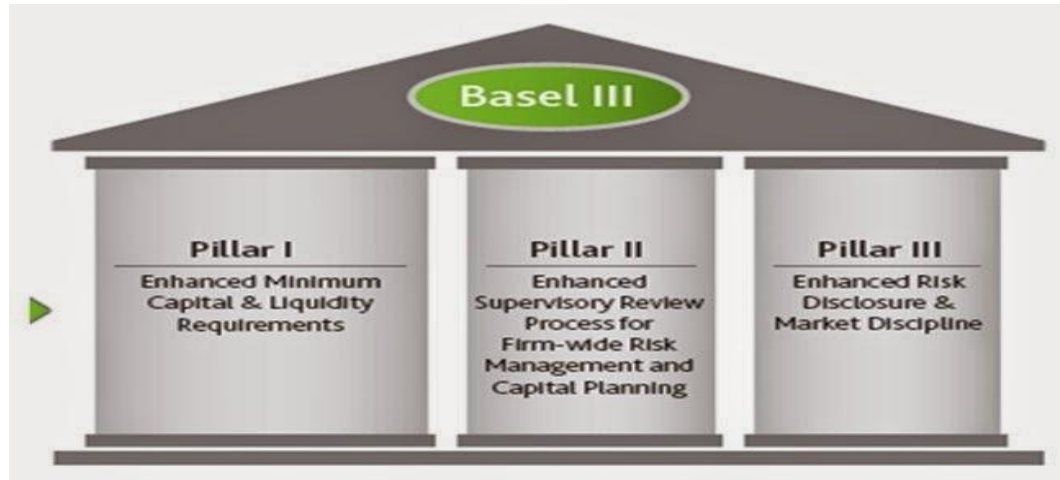 Basel III
Pillar I
Enhanced Minimum
Capital & Liquidity
Requirements
Pillar II
Enhanced
Supervisory Review
Process for
Firm-wide Risk
Management and
Capital Planning
Pillar III
Enhanced Risk
Disclosure &
Market Discipline